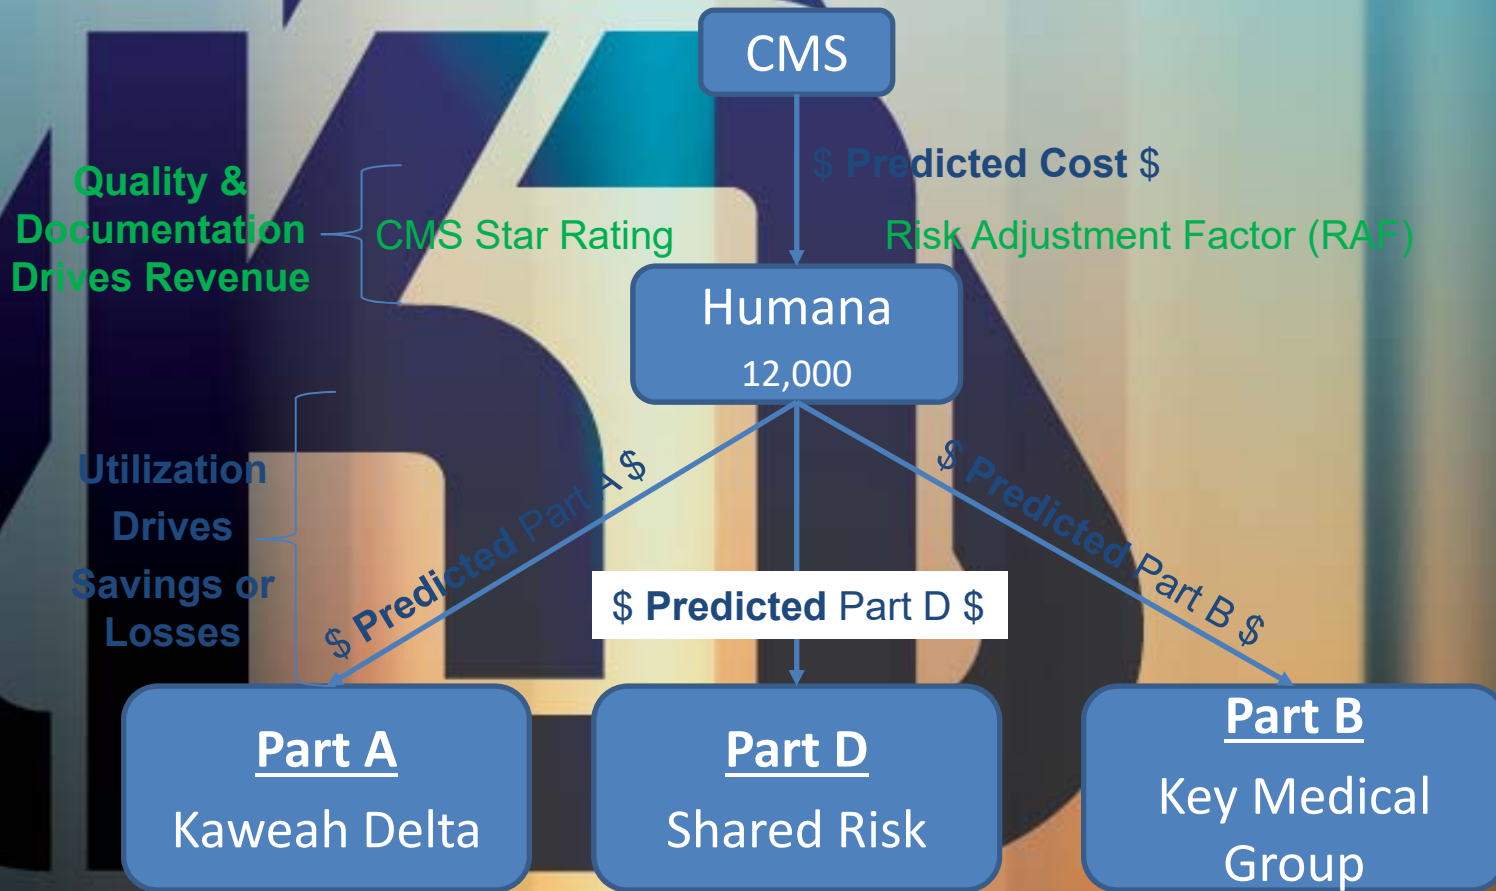 CMS
$ Predicted Cost $
Quality &
Documentation
Drives Revenue
CMS Star Rating
Risk Adjustment Factor (RAF)
Humana
12,000
Utilization
Drives
Savings or
Losses
$ Predicted Part A $
$ Predicted Part D $
$ Predicted Part B $
Part A
Kaweah Delta
Part D
Shared Risk
Part B
Key Medical
Group